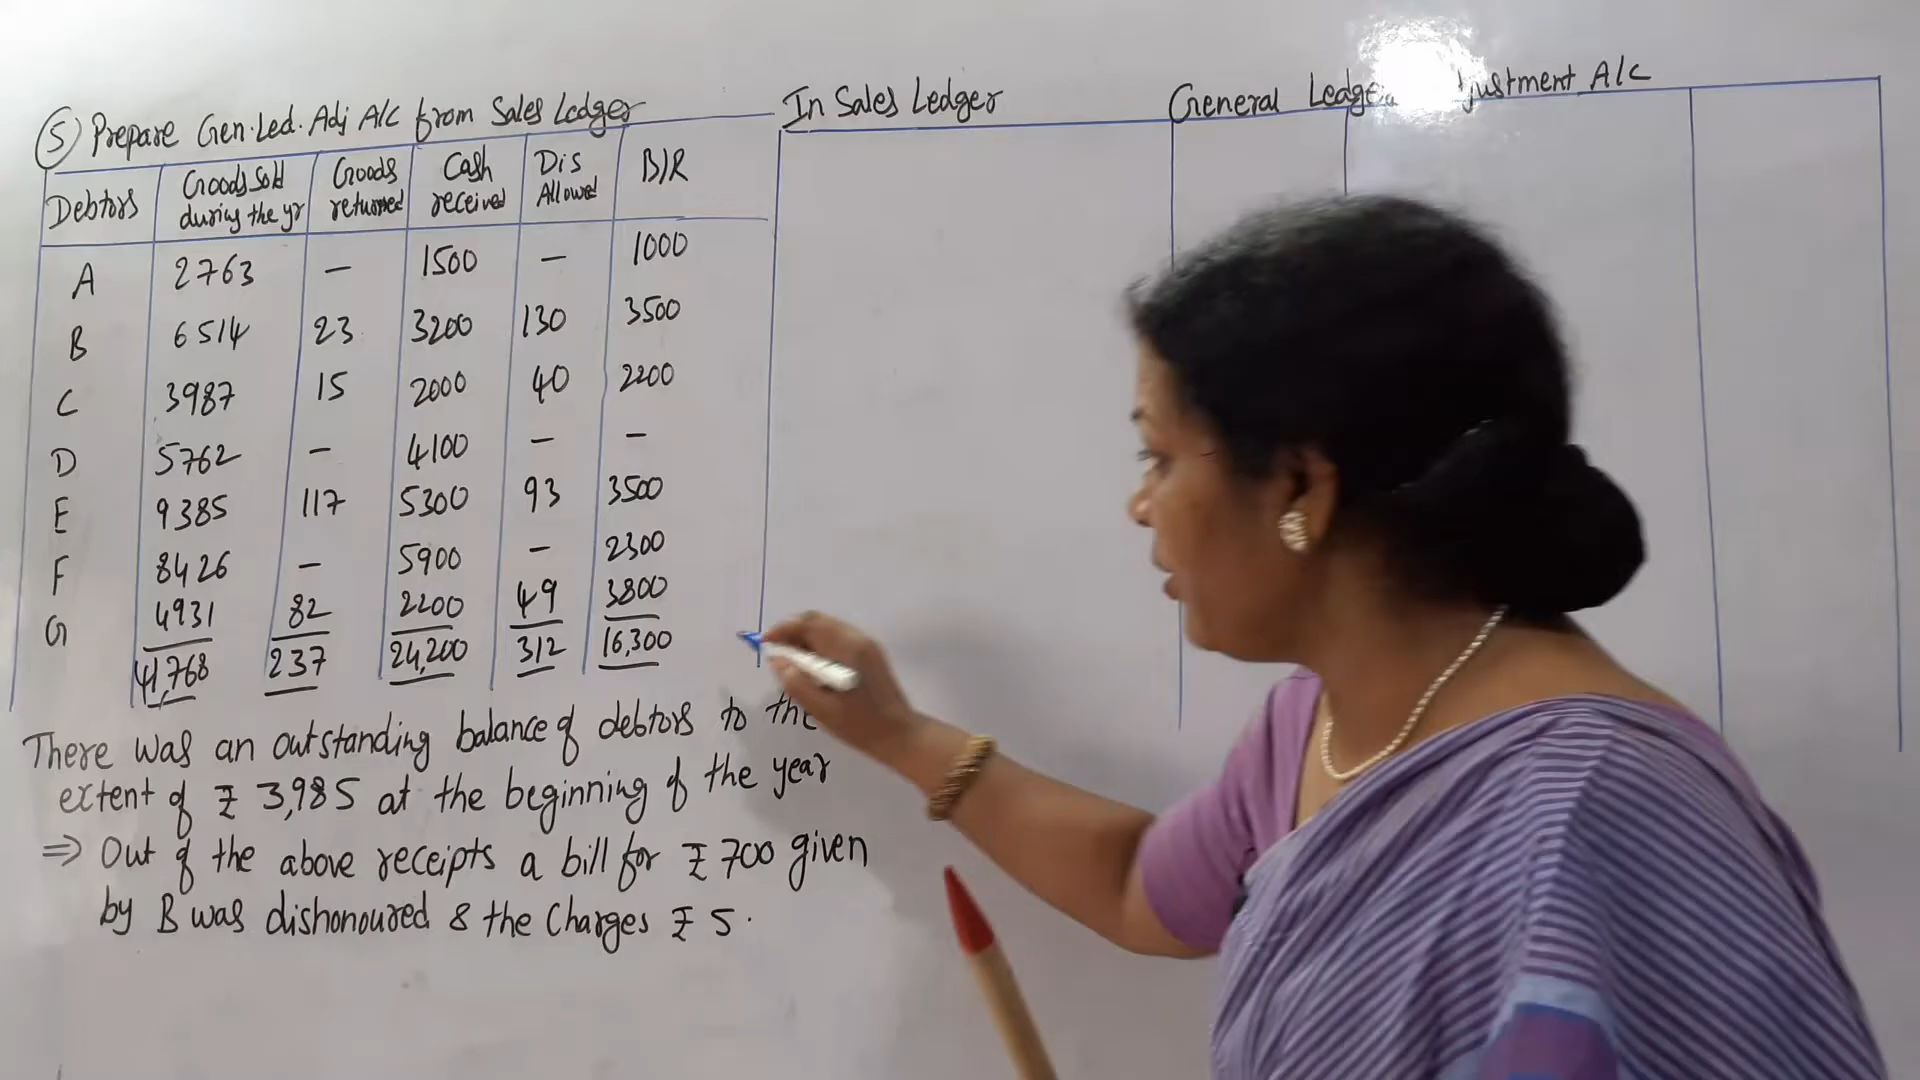 (5) Prepare Gen.Led.Adj A/C from Sales Ledger
Debtors Goods Sold during the yr Goods returned Cash received Dis Allowed B/R
A 2763 — 1500 — 1000
B 6514 23 3200 130 3500
C 3987 15 2000 40 2200
D 5762 — 4100 — —
E 9385 117 5300 93 3500
F 8426 — 5900 — 2300
G 4931 82 2200 49 3800
41,768 237 24,200 312 16,300
There was an outstanding balance of debtors to the
extent of ₹ 3,985 at the beginning of the year
⇒ Out of the above receipts a bill for ₹ 700 given
by B was dishonoured & the Charges ₹ 5.
In Sales Ledger
General Ledger justment A/C